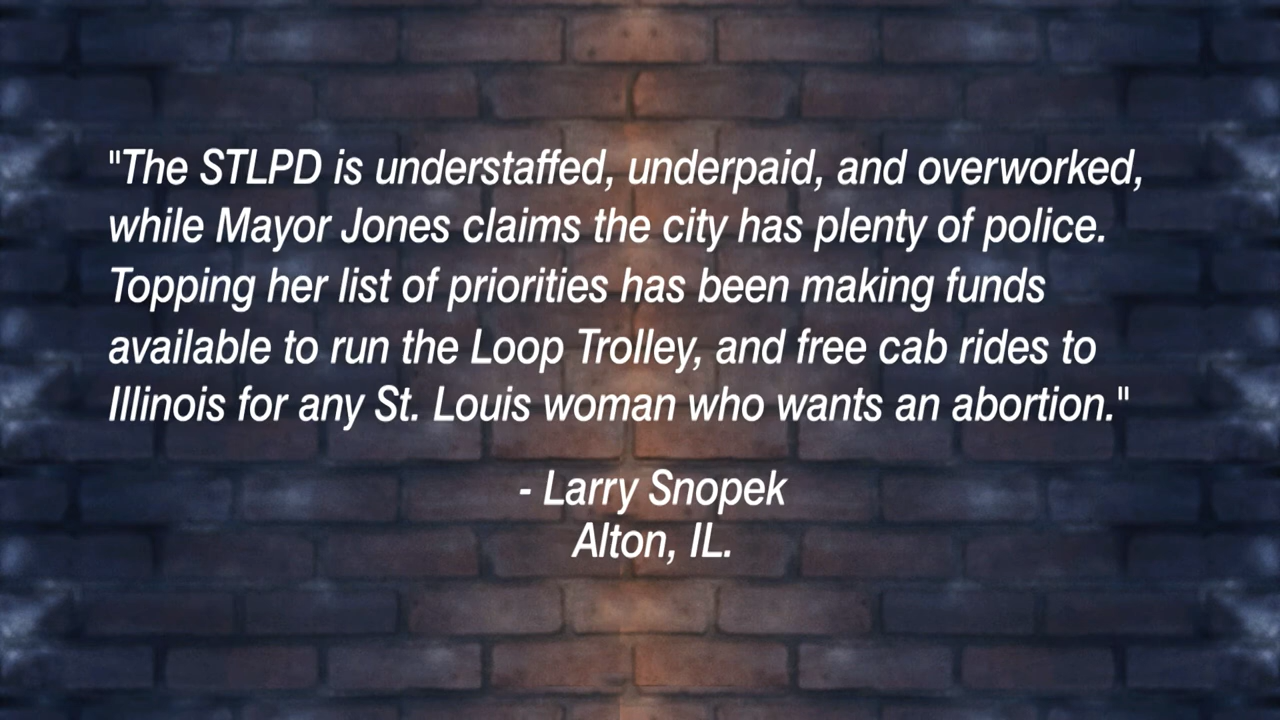 "The STLPD is understaffed, underpaid, and overworked,
while Mayor Jones claims the city has plenty of police.
Topping her list of priorities has been making funds
available to run the Loop Trolley, and free cab rides to
Illinois for any St. Louis woman who wants an abortion."
- Larry Snopek
Alton, IL.